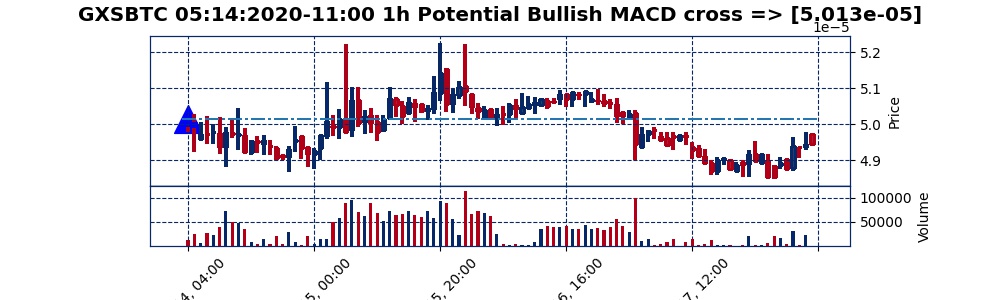 GXSBTC 05:14:2020-11:00 1h Potential Bullish MACD cross => [5.013e-05]
1e−5
5.2
5.1
5.0
4.9
Price
100000
50000
Volume
4, 04:00
5, 00:00
5, 20:00
6, 16:00
7, 12:00